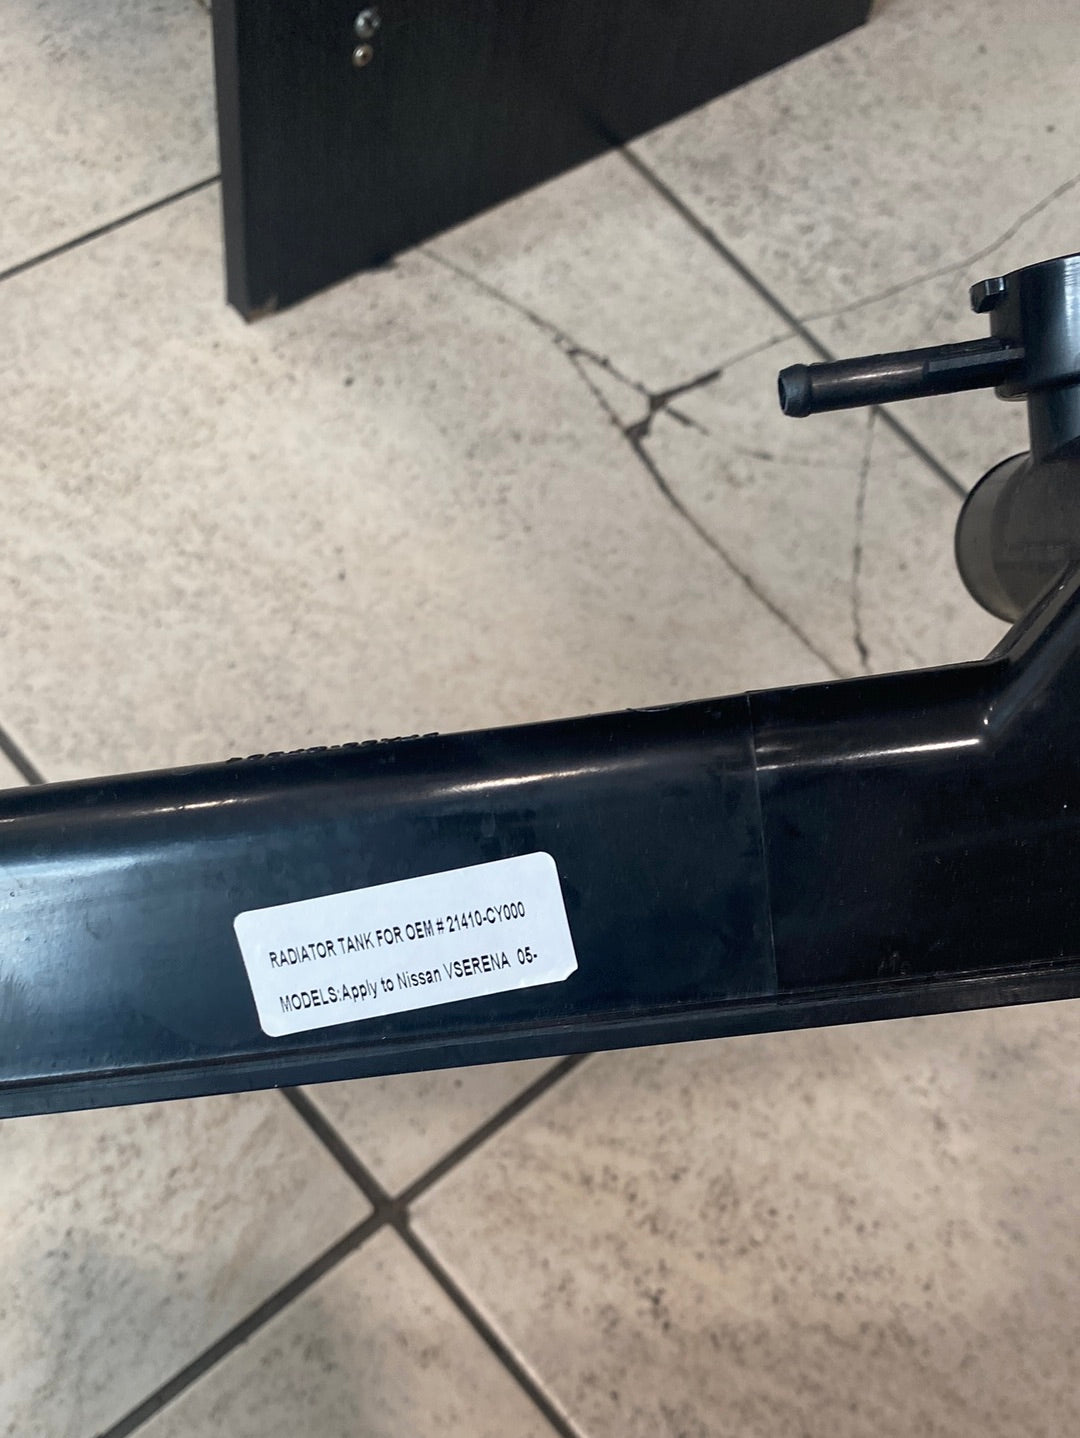 RADIATOR TANK FOR OEM # 21410-CY000
MODELS:Apply to Nissan VSERENA 05-